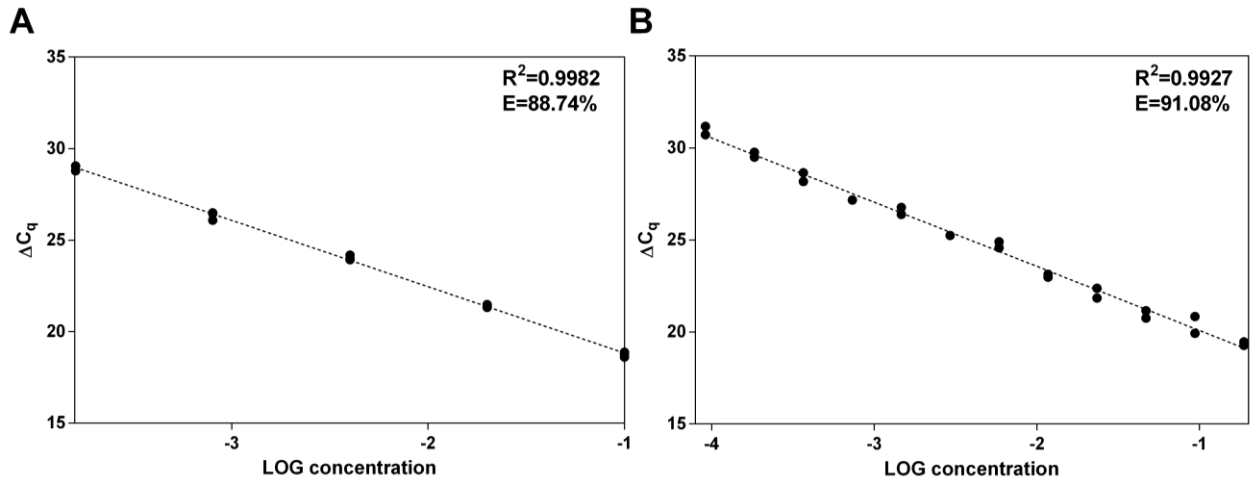 A
35
30
25
20
15
ΔCq
R²=0.9982
E=88.74%
-3
-2
-1
LOG concentration
B
35
30
25
20
15
ΔCq
R²=0.9927
E=91.08%
-4
-3
-2
-1
LOG concentration